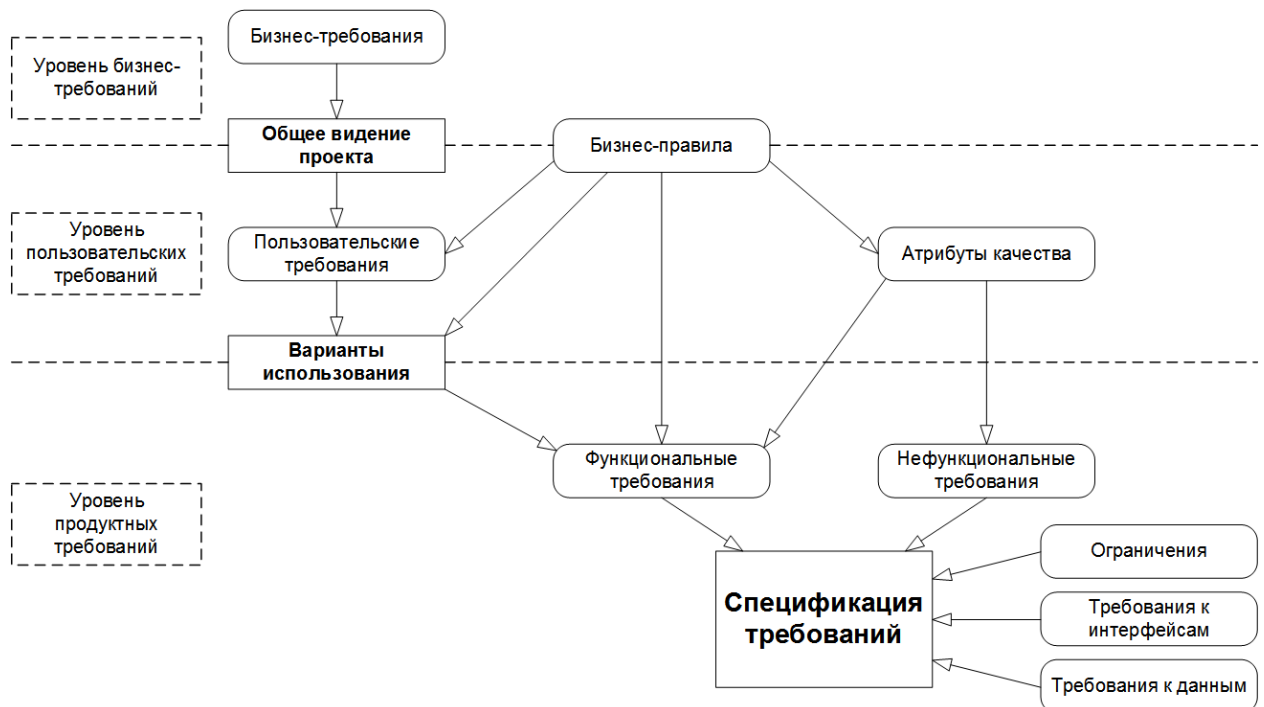 Бизнес-требования
Уровень бизнес-
требований
Общее видение
проекта
Бизнес-правила
Уровень
пользовательских
требований
Пользовательские
требования
Атрибуты качества
Варианты
использования
Функциональные
требования
Нефункциональные
требования
Уровень
продуктных
требований
Ограничения
Спецификация
требований
Требования к
интерфейсам
Требования к данным